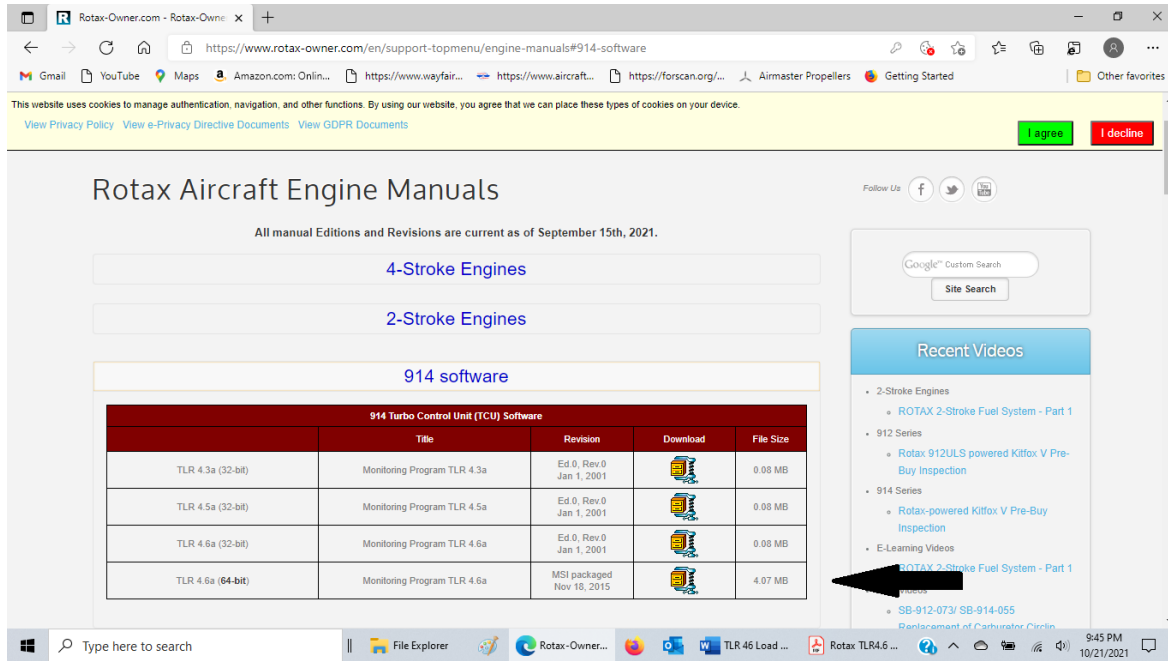 Rotax-Owner.com - Rotax-Owne
https://www.rotax-owner.com/en/support-topmenu/engine-manuals#914-software
Gmail YouTube Maps Amazon.com: Onlin... https://www.wayfair... https://www.aircraft... https://forscan.org/... Airmaster Propellers Getting Started Other favorites
This website uses cookies to manage authentication, navigation, and other functions. By using our website, you agree that we can place these types of cookies on your device.
View Privacy Policy View e-Privacy Directive Documents View GDPR Documents
I agree I decline
Rotax Aircraft Engine Manuals
All manual Editions and Revisions are current as of September 15th, 2021.
4-Stroke Engines
2-Stroke Engines
914 software
914 Turbo Control Unit (TCU) Software
Title Revision Download File Size
TLR 4.3a (32-bit) Monitoring Program TLR 4.3a Ed.0, Rev.0 Jan 1, 2001 0.08 MB
TLR 4.5a (32-bit) Monitoring Program TLR 4.5a Ed.0, Rev.0 Jan 1, 2001 0.08 MB
TLR 4.6a (32-bit) Monitoring Program TLR 4.6a Ed.0, Rev.0 Jan 1, 2001 0.08 MB
TLR 4.6a (64-bit) Monitoring Program TLR 4.6a MSI packaged Nov 18, 2015 4.07 MB
Follow Us
You Tube
Google™ Custom Search
Site Search
Recent Videos
2-Stroke Engines
ROTAX 2-Stroke Fuel System - Part 1
912 Series
Rotax 912ULS powered Kitfox V Pre-
Buy Inspection
914 Series
Rotax-powered Kitfox V Pre-Buy
Inspection
E-Learning Videos
ROTAX 2-Stroke Fuel System - Part 1
Videos
SB-912-073/ SB-914-055
Replacement of Carburetor Circlip
Type here to search File Explorer Rotax-Owner... TLR 46 Load ... Rotax TLR4.6 ... 9:45 PM
10/21/2021